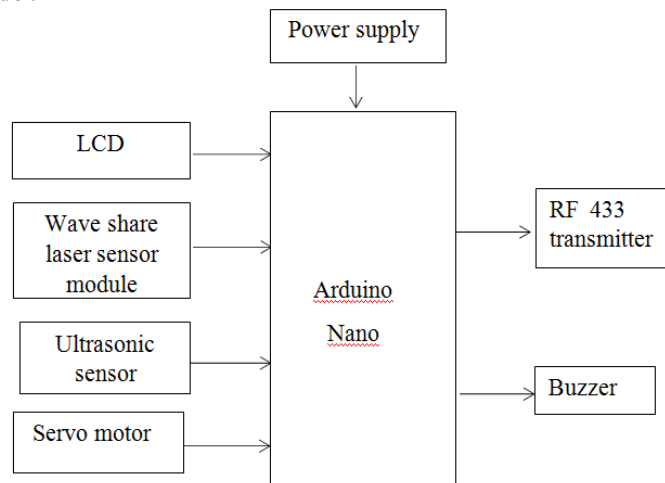 Power supply
LCD
Wave share
laser sensor
module
Ultrasonic
sensor
Servo motor
Arduino
Nano
RF 433
transmitter
Buzzer